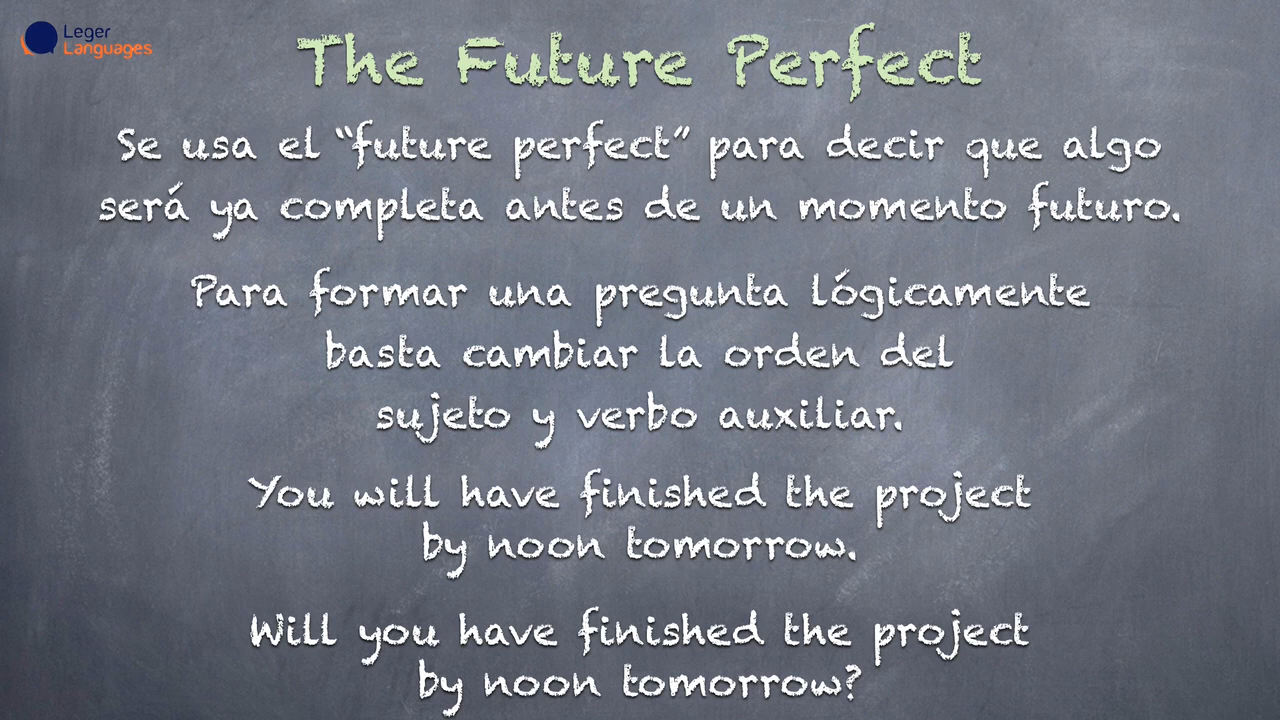 Leger
Languages
The Future Perfect
Se usa el “future perfect” para decir que algo
será ya completa antes de un momento futuro.
Para formar una pregunta lógicamente
basta cambiar la orden del
sujeto y verbo auxiliar.
You will have finished the project
by noon tomorrow.
Will you have finished the project
by noon tomorrow?